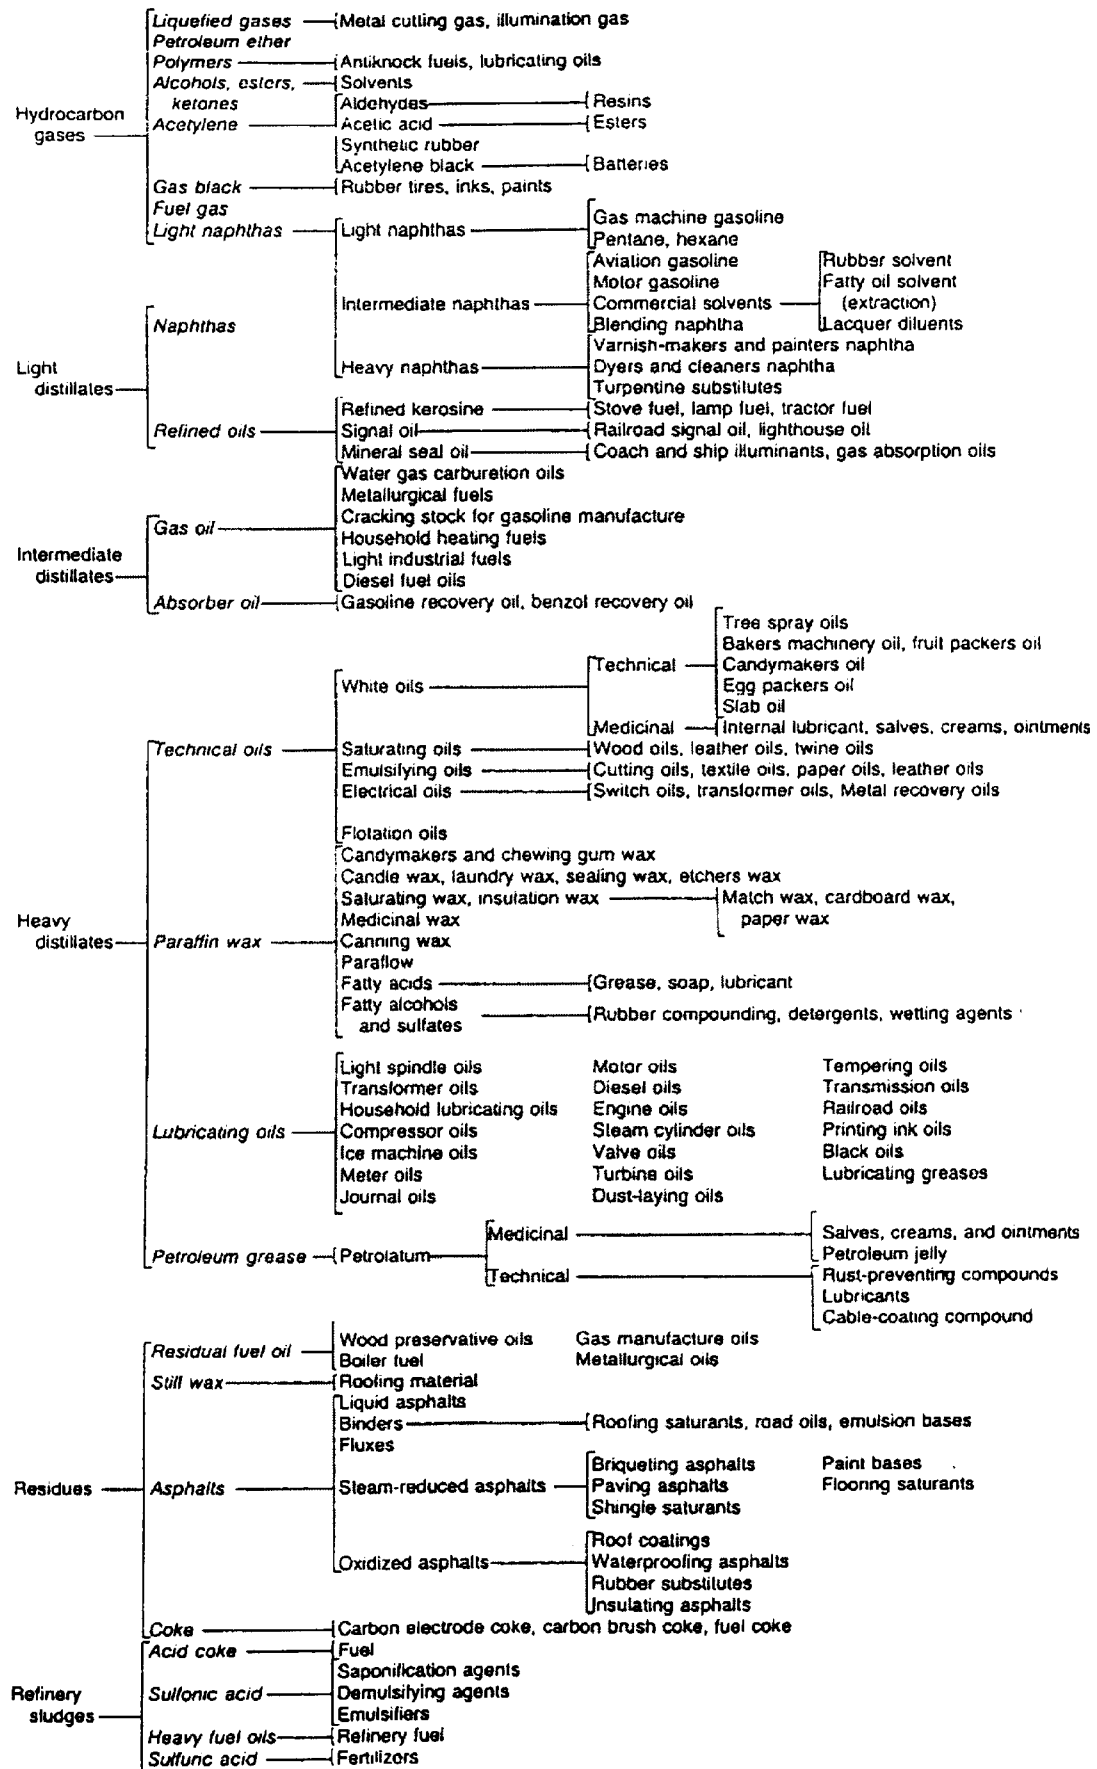 Liquefied gases Metal cutting gas, illumination gas
Petroleum ether
Polymers Antiknock fuels, lubricating oils
Alcohols, esters, Solvents
ketones Aldehydes Resins
Hydrocarbon
gases
Acetylene Acetic acid Esters
Synthetic rubber
Acetylene black Batteries
Gas black Rubber tires, inks, paints
Fuel gas
Light naphthas Light naphthas Gas machine gasoline
Pentane, hexane
Aviation gasoline Rubber solvent
Motor gasoline Fatty oil solvent
Intermediate naphthas Commercial solvents (extraction)
Naphthas Blending naphtha Lacquer diluents
Varnish-makers and painters naphtha
Light
distillates
Heavy naphthas Dyers and cleaners naphtha
Turpentine substitutes
Refined kerosine Stove fuel, lamp fuel, tractor fuel
Refined oils Signal oil Railroad signal oil, lighthouse oil
Mineral seal oil Coach and ship illuminants, gas absorption oils
Water gas carburetion oils
Metallurgical fuels
Cracking stock for gasoline manufacture
Gas oil
Household heating fuels
Intermediate
distillates
Light industrial fuels
Diesel fuel oils
Absorber oil Gasoline recovery oil, benzol recovery oil
Tree spray oils
Bakers machinery oil, fruit packers oil
White oils Technical Candymakers oil
Egg packers oil
Slab oil
Medicinal Internal lubricant, salves, creams, ointments
Technical oils Saturating oils Wood oils, leather oils, twine oils
Emulsifying oils Cutting oils, textile oils, paper oils, leather oils
Electrical oils Switch oils, transformer oils, Metal recovery oils
Flotation oils
Candymakers and chewing gum wax
Candle wax, laundry wax, sealing wax, etchers wax
Saturating wax, insulation wax Match wax, cardboard wax,
paper wax
Medicinal wax
Heavy
distillates
Paraffin wax Canning wax
Paraflow
Fatty acids Grease, soap, lubricant
Fatty alcohols
and sulfates Rubber compounding, detergents, wetting agents
Light spindle oils Motor oils Tempering oils
Transformer oils Diesel oils Transmission oils
Household lubricating oils Engine oils Railroad oils
Lubricating oils Compressor oils Steam cylinder oils Printing ink oils
Ice machine oils Valve oils Black oils
Meter oils Turbine oils Lubricating greases
Journal oils Dust-laying oils
Medicinal Salves, creams, and ointments
Petroleum grease Petrolatum Petroleum jelly
Technical Rust-preventing compounds
Lubricants
Cable-coating compound
Residual fuel oil Wood preservative oils Gas manufacture oils
Boiler fuel Metallurgical oils
Still wax Roofing material
Liquid asphalts
Binders Roofing saturants, road oils, emulsion bases
Fluxes
Briqueting asphalts Paint bases
Residues Asphalts Steam-reduced asphalts Paving asphalts Flooring saturants
Shingle saturants
Roof coatings
Oxidized asphalts Waterproofing asphalts
Rubber substitutes
Insulating asphalts
Coke Carbon electrode coke, carbon brush coke, fuel coke
Acid coke Fuel
Saponification agents
Refinery
sludges
Sulfonic acid Demulsifying agents
Emulsifiers
Heavy fuel oils Refinery fuel
Sulfuric acid Fertilizers